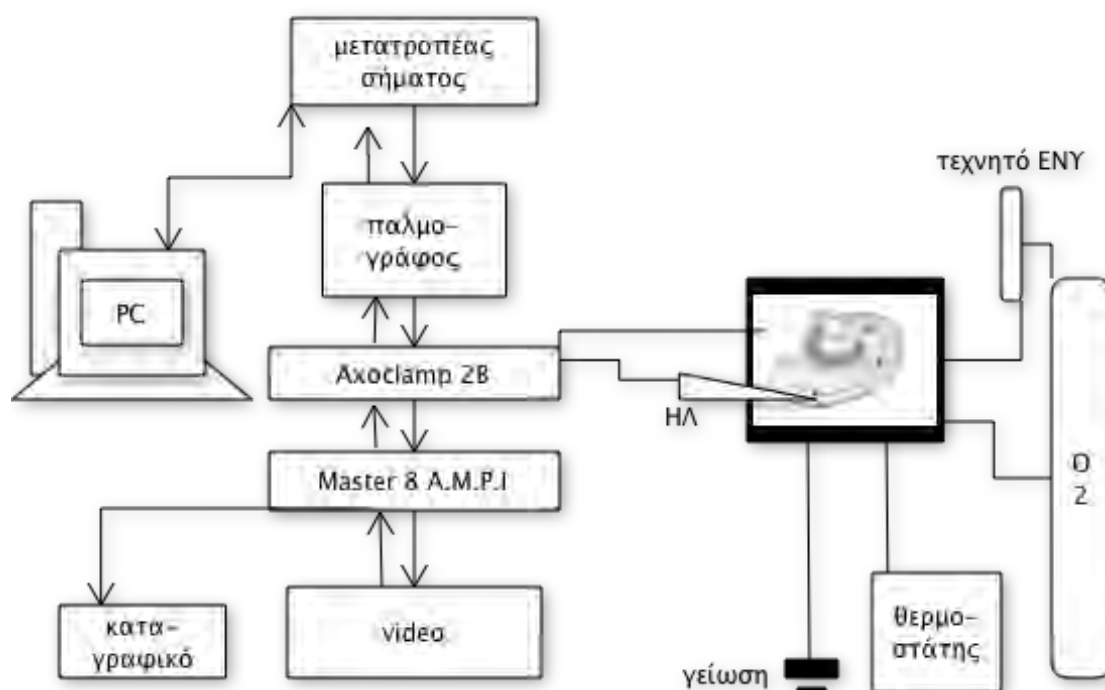 μετατροπέας
σήματος
τεχνητό ΕΝΥ
παλμο-
γράφος
PC
Axoclamp 2B
ΗΛ
Master 8 A.M.P.I
O
2
κατα-
γραφικό
video
θερμο-
στάτης
γείωση